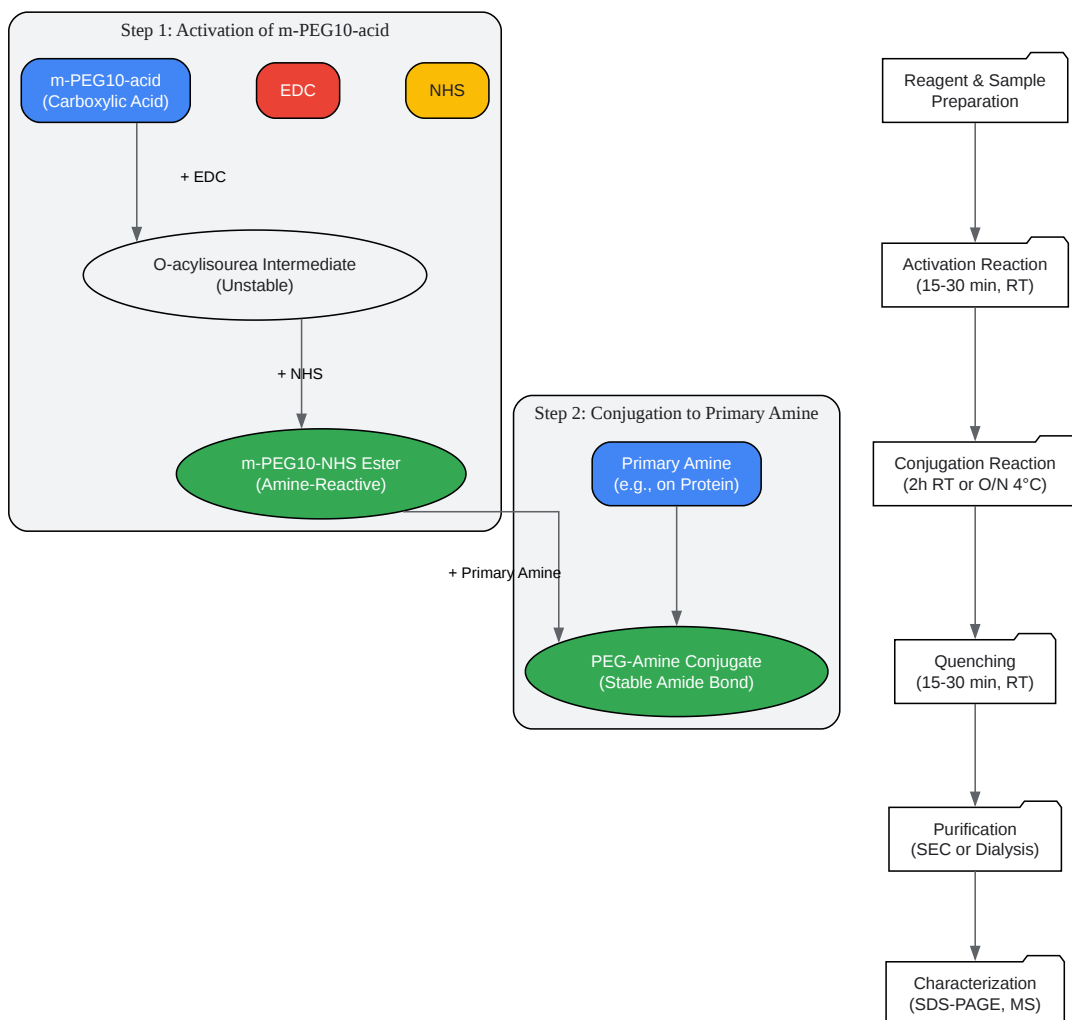 Step 1: Activation of m-PEG10-acid
m-PEG10-acid
(Carboxylic Acid)
EDC
NHS
+ EDC
O-acylisourea Intermediate
(Unstable)
+ NHS
m-PEG10-NHS Ester
(Amine-Reactive)
+ Primary Amine
Step 2: Conjugation to Primary Amine
Primary Amine
(e.g., on Protein)
PEG-Amine Conjugate
(Stable Amide Bond)
Reagent & Sample
Preparation
Activation Reaction
(15-30 min, RT)
Conjugation Reaction
(2h RT or O/N 4°C)
Quenching
(15-30 min, RT)
Purification
(SEC or Dialysis)
Characterization
(SDS-PAGE, MS)